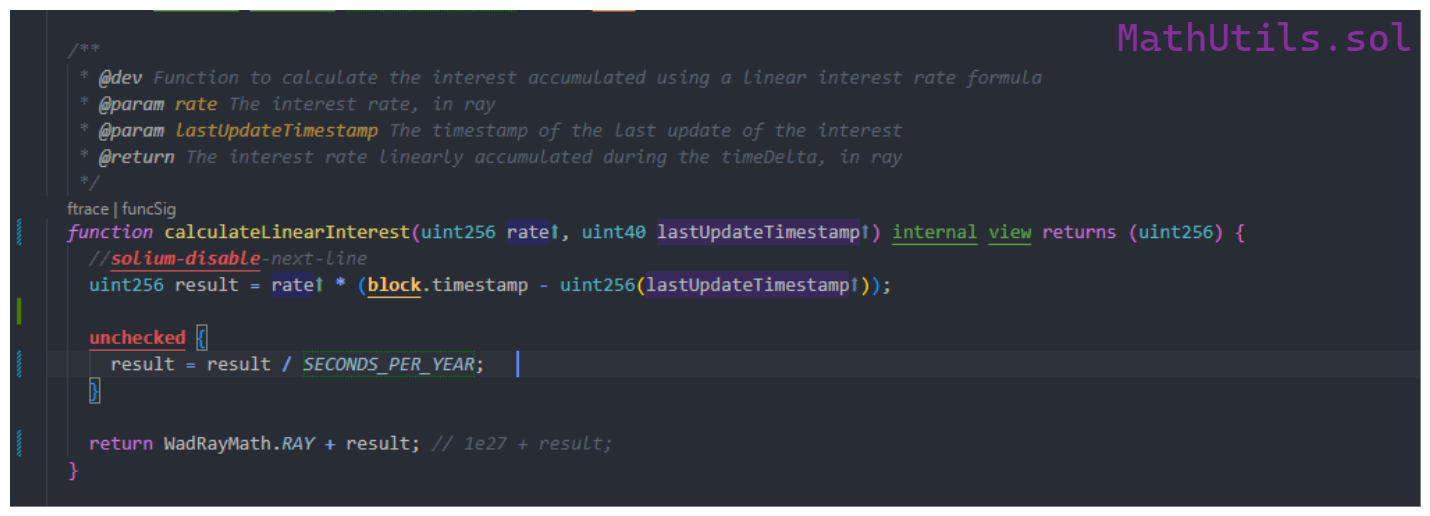 MathUtils.sol
/**
* @dev Function to calculate the interest accumulated using a linear interest rate formula
* @param rate The interest rate, in ray
* @param lastUpdateTimestamp The timestamp of the last update of the interest
* @return The interest rate linearly accumulated during the timeDelta, in ray
*/
ftrace | funcSig
function calculateLinearInterest(uint256 rate↑, uint40 lastUpdateTimestamp↑) internal view returns (uint256) {
//solium-disable-next-line
uint256 result = rate↑ * (block.timestamp - uint256(lastUpdateTimestamp↑));
unchecked {
result = result / SECONDS_PER_YEAR;
}
return WadRayMath.RAY + result; // 1e27 + result;
}